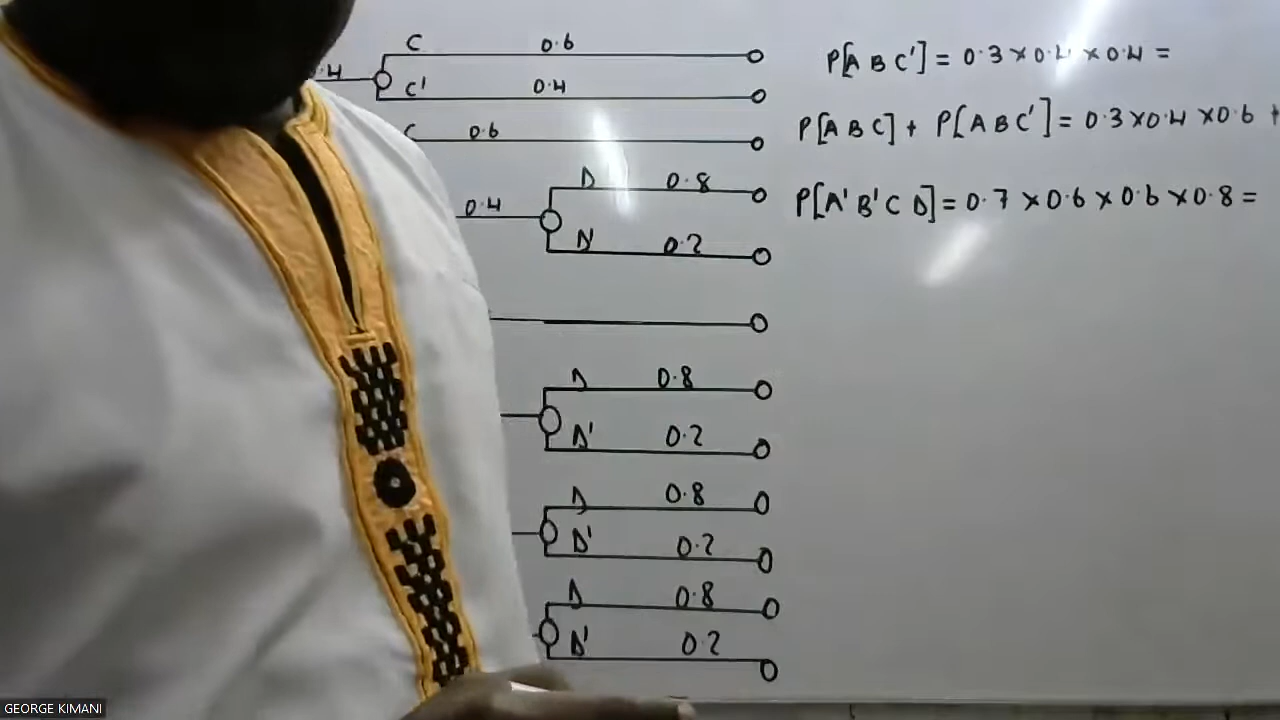 C 0.6
.4
C' 0.4
C 0.6
D 0.8
0.4
D' 0.2
D 0.8
D' 0.2
D 0.8
D' 0.2
D 0.8
D' 0.2
P[A B C'] = 0.3 × 0.4 × 0.4 =
P[A B C] + P[A B C'] = 0.3 × 0.4 × 0.6 +
P[A' B' C D] = 0.7 × 0.6 × 0.6 × 0.8 =
GEORGE KIMANI